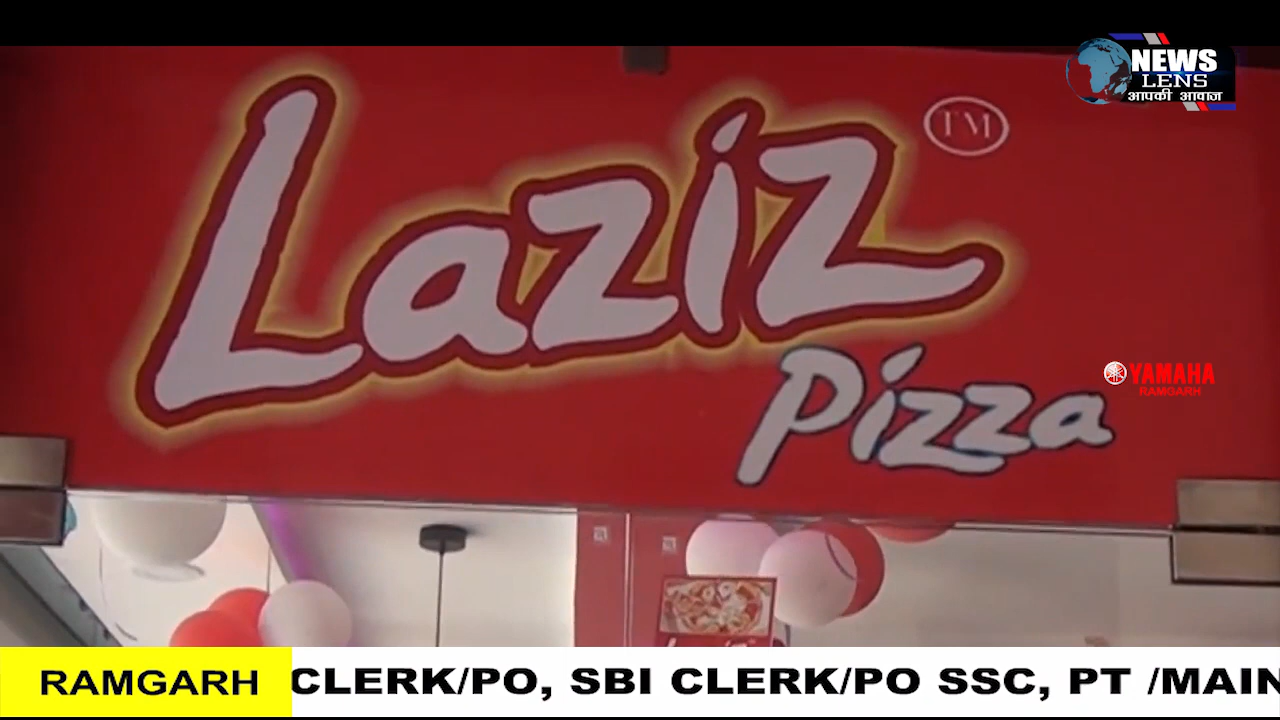 NEWS
LENS
आपकी आवाज
Laziz
TM
Pizza
YAMAHA
RAMGARH
RAMGARH
CLERK/PO, SBI CLERK/PO SSC, PT /MAIN